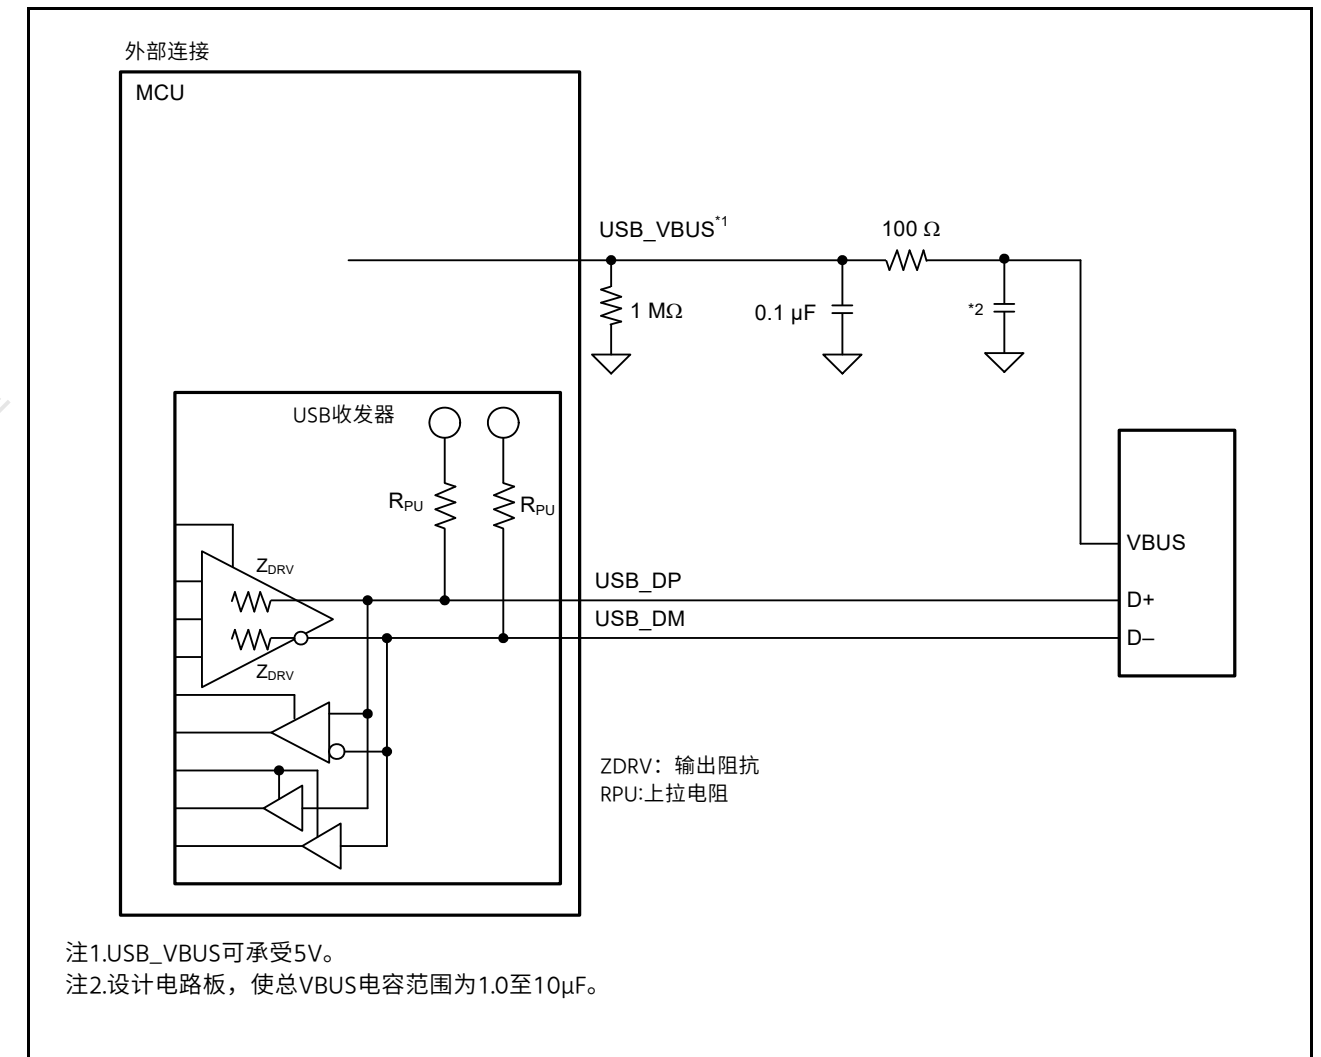 外部连接
MCU
USB_VBUS*1
100 Ω
1 MΩ
0.1 µF
*2
USB收发器
RPU
RPU
VBUS
ZDRV
USB_DP
D+
USB_DM
D–
ZDRV
ZDRV：输出阻抗
RPU:上拉电阻
注1.USB_VBUS可承受5V。
注2.设计电路板，使总VBUS电容范围为1.0至10µF。